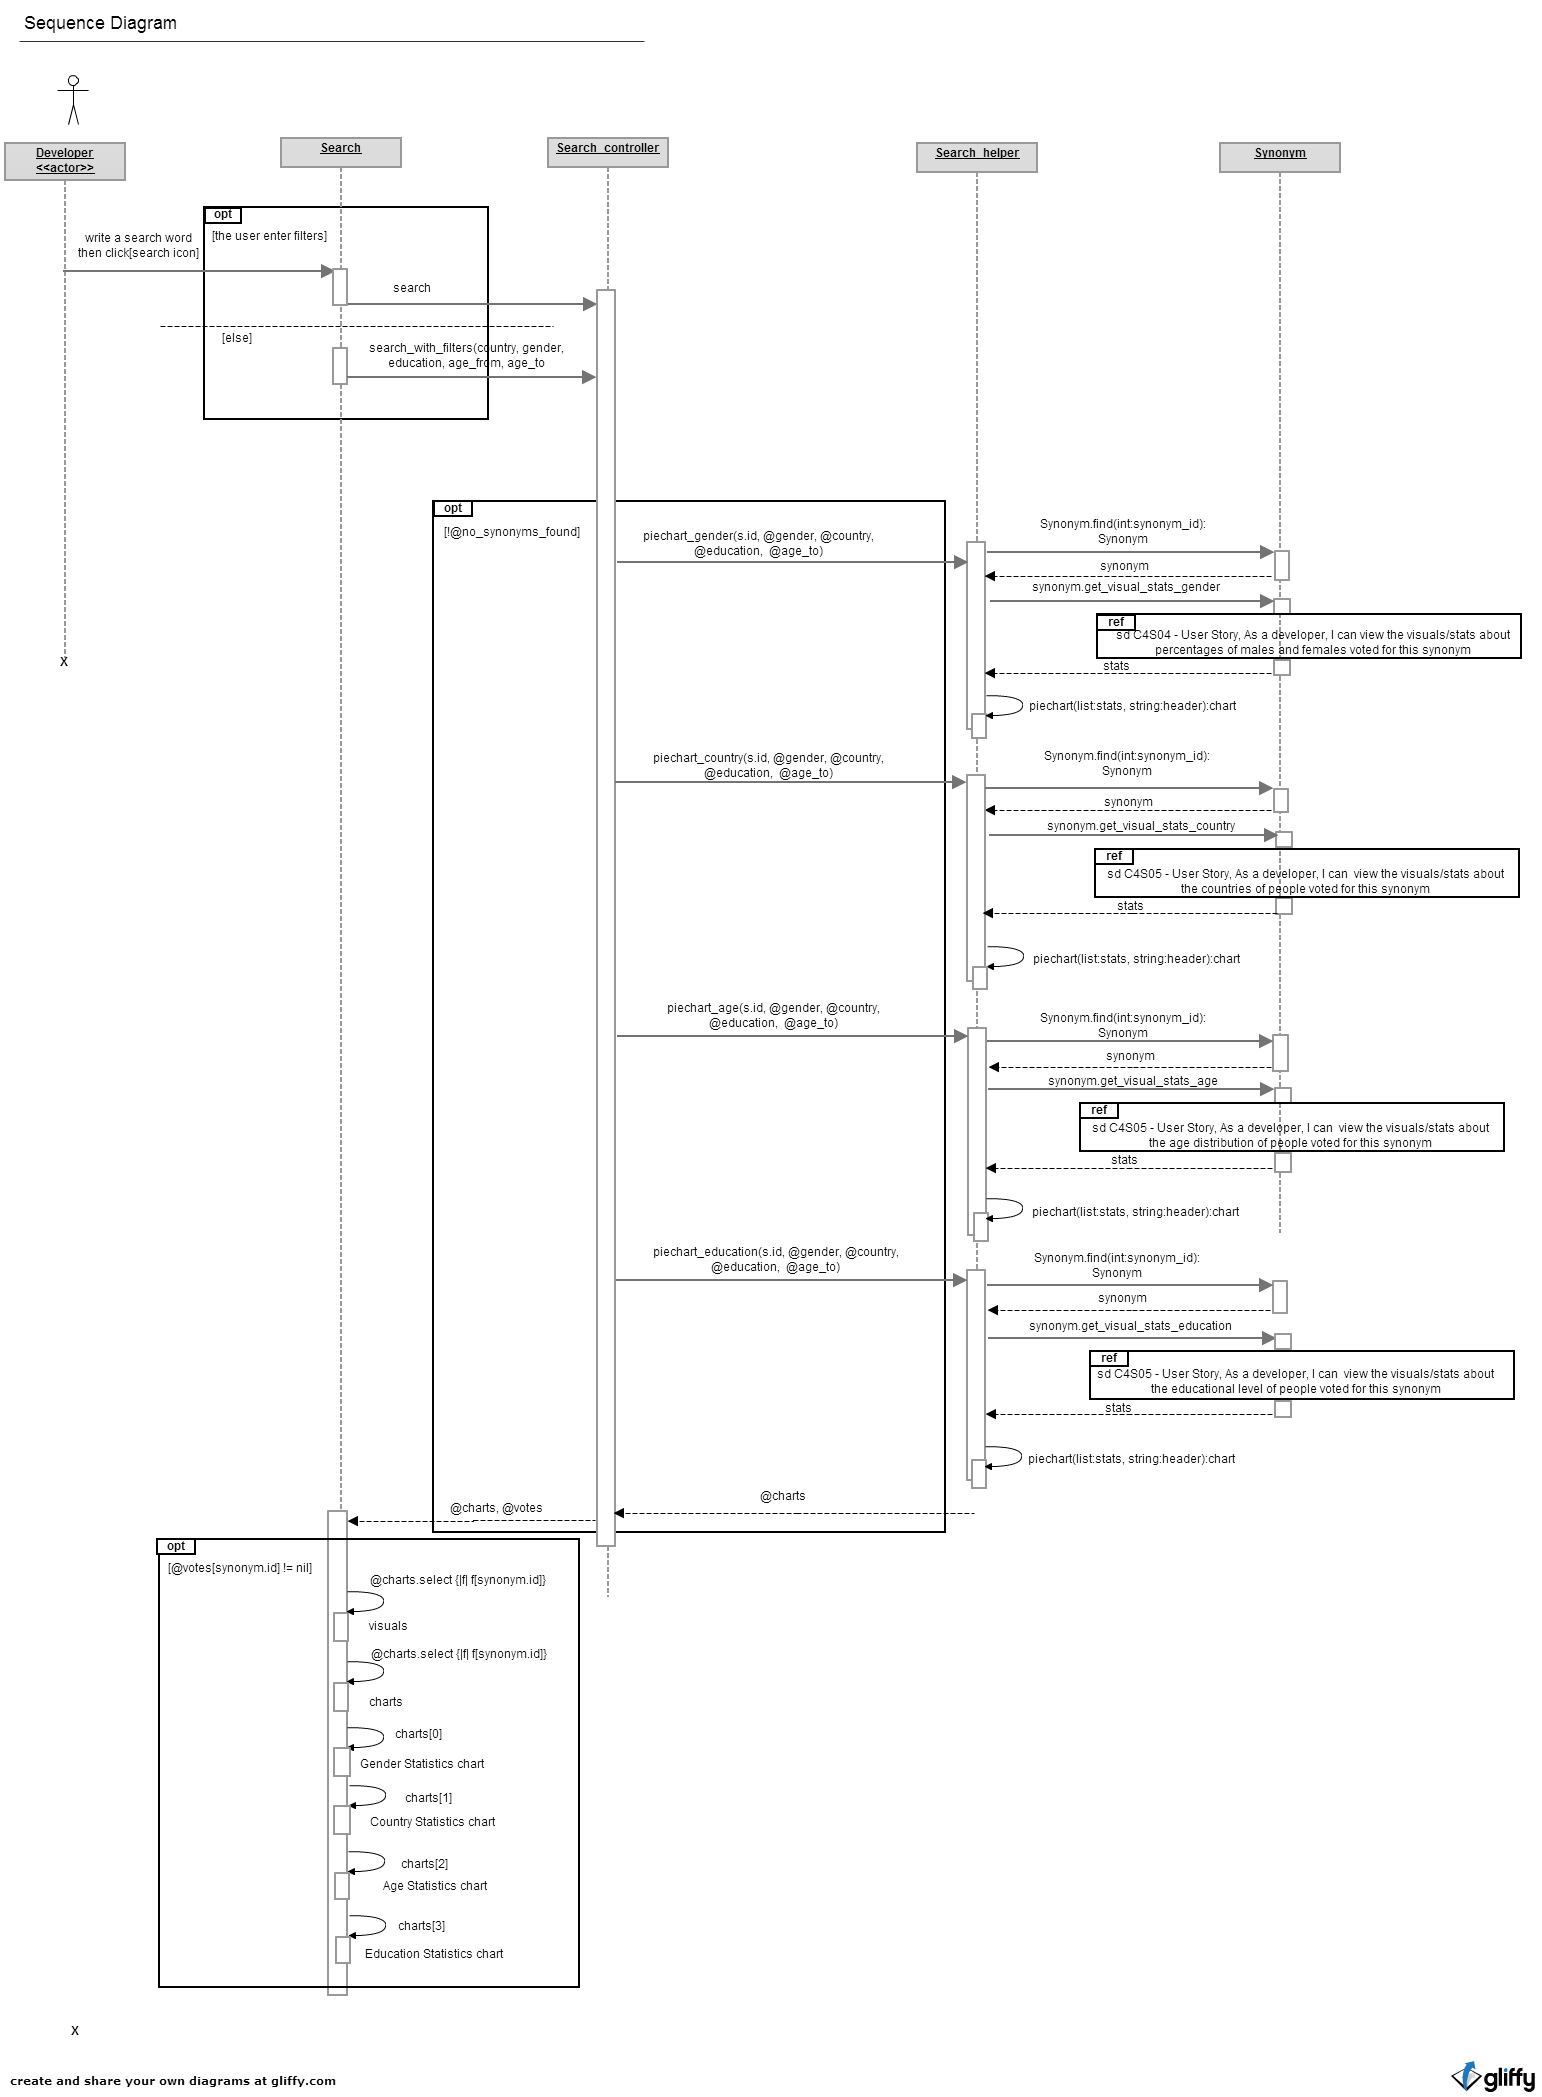 Sequence Diagram
Developer
<<actor>>
Search
Search_controller
Search_helper
Synonym
opt
[the user enter filters]
write a search word
then click[search icon]
search
[else]
search_with_filters(country, gender,
education, age_from, age_to
opt
[!@no_synonyms_found]
piechart_gender(s.id, @gender, @country,
@education,  @age_to)
Synonym.find(int:synonym_id):
Synonym
synonym
synonym.get_visual_stats_gender
ref
sd C4S04 - User Story, As a developer, I can view the visuals/stats about
percentages of males and females voted for this synonym
stats
x
piechart(list:stats, string:header):chart
piechart_country(s.id, @gender, @country,
@education,  @age_to)
Synonym.find(int:synonym_id):
Synonym
synonym
synonym.get_visual_stats_country
ref
sd C4S05 - User Story, As a developer, I can  view the visuals/stats about
the countries of people voted for this synonym
stats
piechart(list:stats, string:header):chart
piechart_age(s.id, @gender, @country,
@education,  @age_to)
Synonym.find(int:synonym_id):
Synonym
synonym
synonym.get_visual_stats_age
ref
sd C4S05 - User Story, As a developer, I can  view the visuals/stats about
the age distribution of people voted for this synonym
stats
piechart(list:stats, string:header):chart
piechart_education(s.id, @gender, @country,
@education,  @age_to)
Synonym.find(int:synonym_id):
Synonym
synonym
synonym.get_visual_stats_education
ref
sd C4S05 - User Story, As a developer, I can  view the visuals/stats about
the educational level of people voted for this synonym
stats
piechart(list:stats, string:header):chart
@charts
@charts, @votes
opt
[@votes[synonym.id] != nil]
@charts.select {|f| f[synonym.id]}
visuals
@charts.select {|f| f[synonym.id]}
charts
charts[0]
Gender Statistics chart
charts[1]
Country Statistics chart
charts[2]
Age Statistics chart
charts[3]
Education Statistics chart
x
create and share your own diagrams at gliffy.com
gliffy